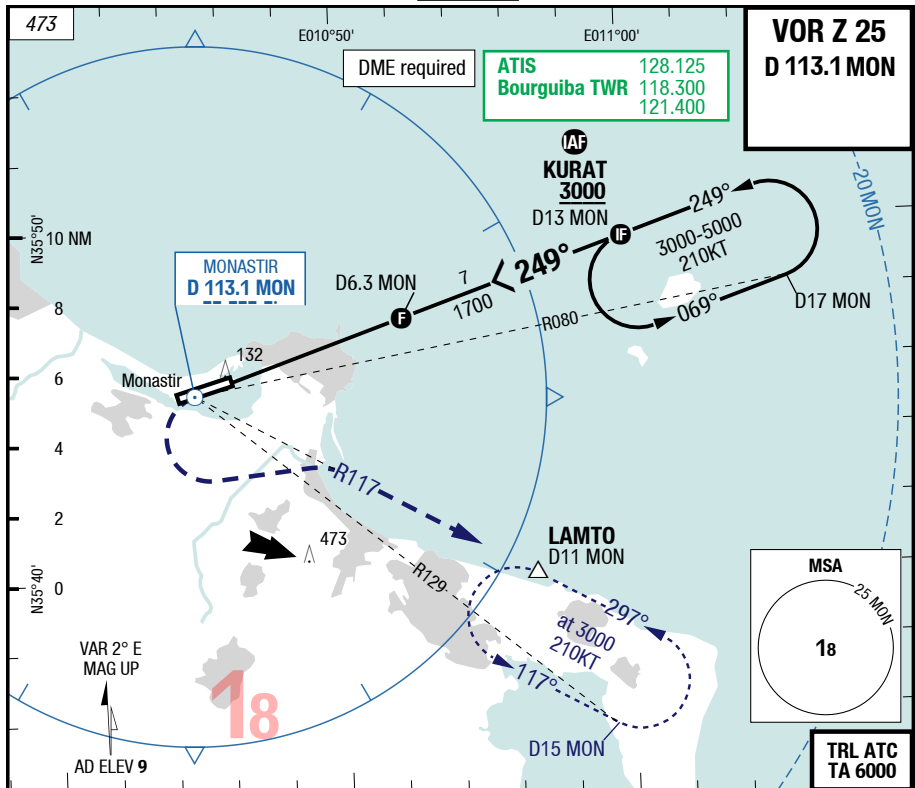 473
E010°50'
E011°00'
VOR Z 25
D 113.1 MON
DME required
ATIS 128.125
Bourguiba TWR 118.300
121.400
IAF
KURAT
3000
D13 MON
IF
249°
3000-5000
210KT
069°
D17 MON
20 MON
N35°50'
10 NM
8
6
4
2
0
N35°40'
MONASTIR
D 113.1 MON
D6.3 MON
F
7
1700
249°
R080
132
Monastir
R117
473
R129
LAMTO
D11 MON
297°
at 3000
210KT
117°
D15 MON
MSA
25 MON
18
VAR 2° E
MAG UP
18
AD ELEV 9
TRL ATC
TA 6000